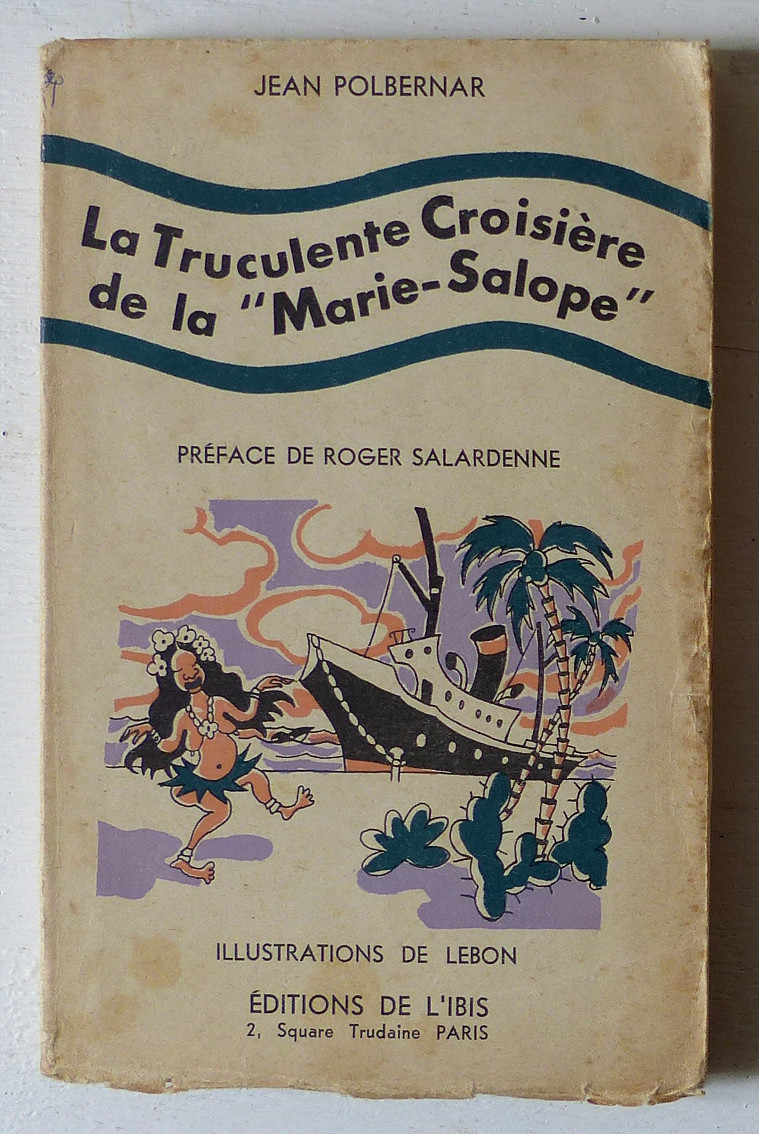 JEAN POLBERNAR
La Truculente Croisière
de la "Marie-Salope"
PRÉFACE DE ROGER SALARDENNE
ILLUSTRATIONS DE LEBON
ÉDITIONS DE L'IBIS
2, Square Trudaine PARIS